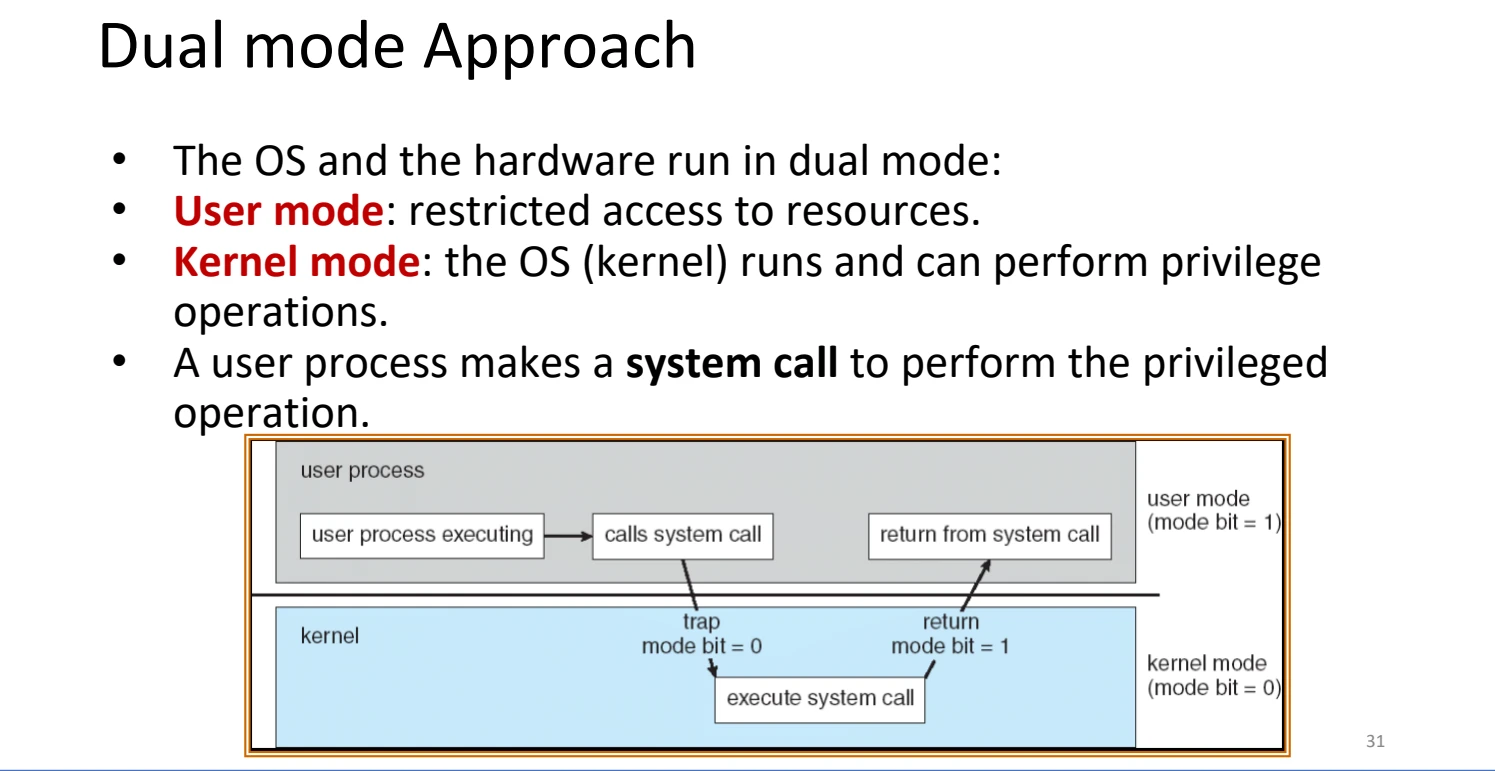 Dual mode Approach
• The OS and the hardware run in dual mode:
• User mode: restricted access to resources.
• Kernel mode: the OS (kernel) runs and can perform privilege
operations.
• A user process makes a system call to perform the privileged
operation.
user process
user process executing
calls system call
return from system call
user mode
(mode bit = 1)
kernel
trap
mode bit = 0
return
mode bit = 1
execute system call
kernel mode
(mode bit = 0)
31